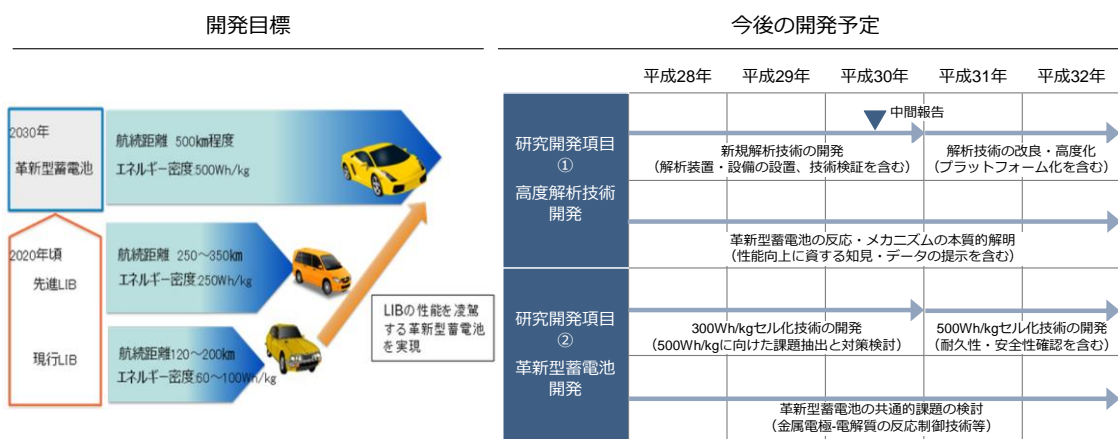 開発目標
2030年
革新型蓄電池
航続距離 500km程度
エネルギー密度:500Wh/kg
2020年頃
先進LIB
航続距離 250～350km
エネルギー密度:250Wh/kg
現行LIB
航続距離120～200km
エネルギー密度:60～100Wh/kg
LIBの性能を凌駕
する革新型蓄電池
を実現
今後の開発予定
平成28年 平成29年 平成30年 平成31年 平成32年
研究開発項目
①
高度解析技術
開発
中間報告
新規解析技術の開発
（解析装置・設備の設置、技術検証を含む）
解析技術の改良・高度化
（プラットフォーム化を含む）
革新型蓄電池の反応・メカニズムの本質的解明
（性能向上に資する知見・データの提示を含む）
研究開発項目
②
革新型蓄電池
開発
300Wh/kgセル化技術の開発
（500Wh/kgに向けた課題抽出と対策検討）
500Wh/kgセル化技術の開発
（耐久性・安全性確認を含む）
革新型蓄電池の共通的課題の検討
（金属電極-電解質の反応制御技術等）